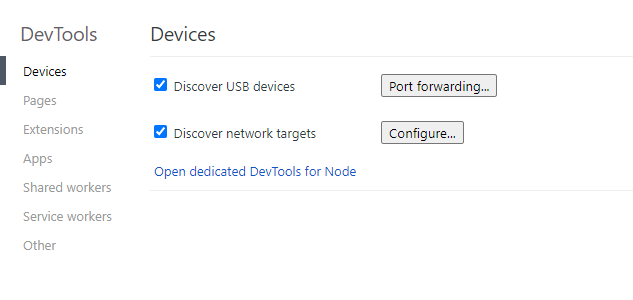 DevTools
Devices
Pages
Extensions
Apps
Shared workers
Service workers
Other
Devices
Discover USB devices
Port forwarding...
Discover network targets
Configure...
Open dedicated DevTools for Node